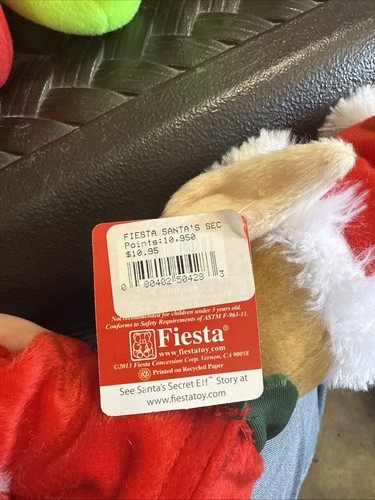 FIESTA SANTA'S SEC
Points:10,950
$10.95
0 80402 50428 3
Not recommended for children under 3 years old.
Conforms to Safety Requirements of ASTM F-963-11.
Fiesta®
www.fiestatoy.com
©2013 Fiesta Concession Corp. Vernon, CA 90058
Printed on Recycled Paper
See Santa's Secret Elf™ Story at
www.fiestatoy.com